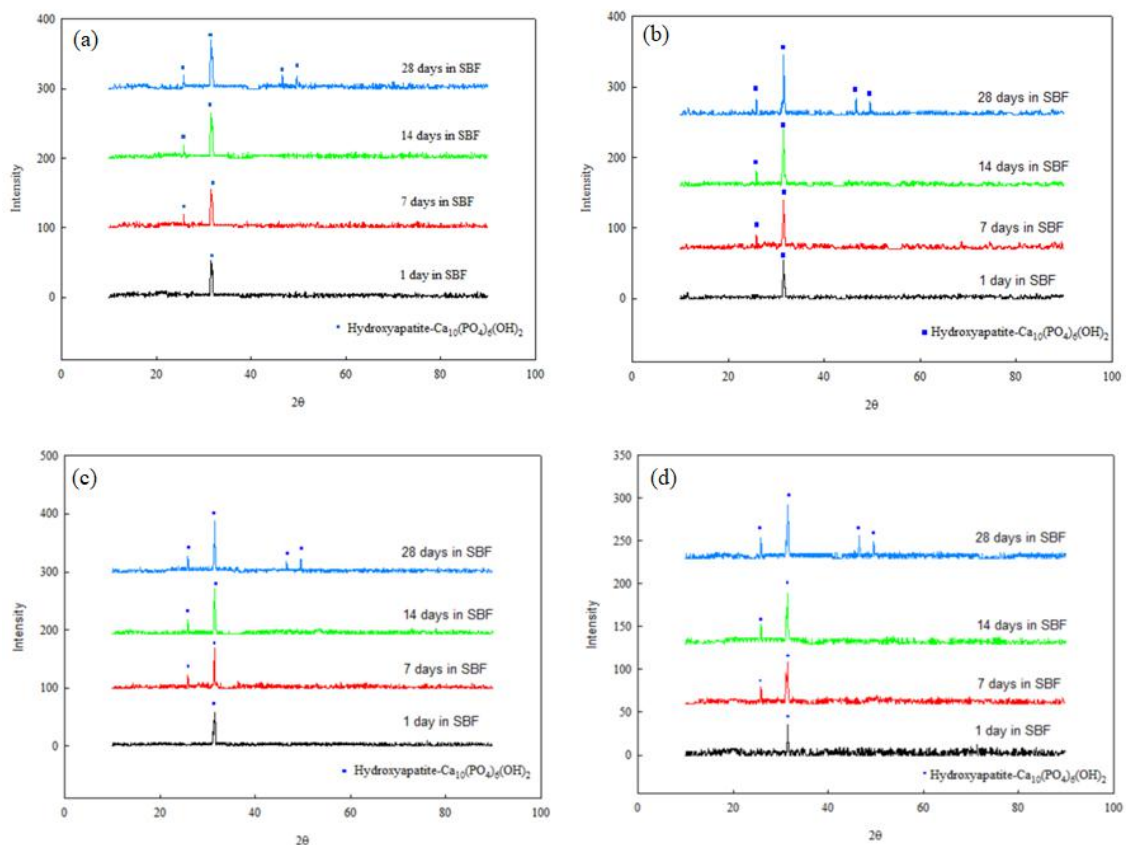 (a)
400
300
200
100
0
Intensity
28 days in SBF
14 days in SBF
7 days in SBF
1 day in SBF
Hydroxyapatite-Ca₁₀(PO₄)₆(OH)₂
0 20 40 60 80 100
2θ
(b)
400
300
200
100
0
Intensity
28 days in SBF
14 days in SBF
7 days in SBF
1 day in SBF
Hydroxyapatite-Ca₁₀(PO₄)₆(OH)₂
0 20 40 60 80 100
2θ
(c)
500
400
300
200
100
0
Intensity
28 days in SBF
14 days in SBF
7 days in SBF
1 day in SBF
Hydroxyapatite-Ca₁₀(PO₄)₆(OH)₂
0 20 40 60 80 100
2θ
(d)
350
300
250
200
150
100
50
0
Intensity
28 days in SBF
14 days in SBF
7 days in SBF
1 day in SBF
Hydroxyapatite-Ca₁₀(PO₄)₆(OH)₂
0 20 40 60 80 100
2θ